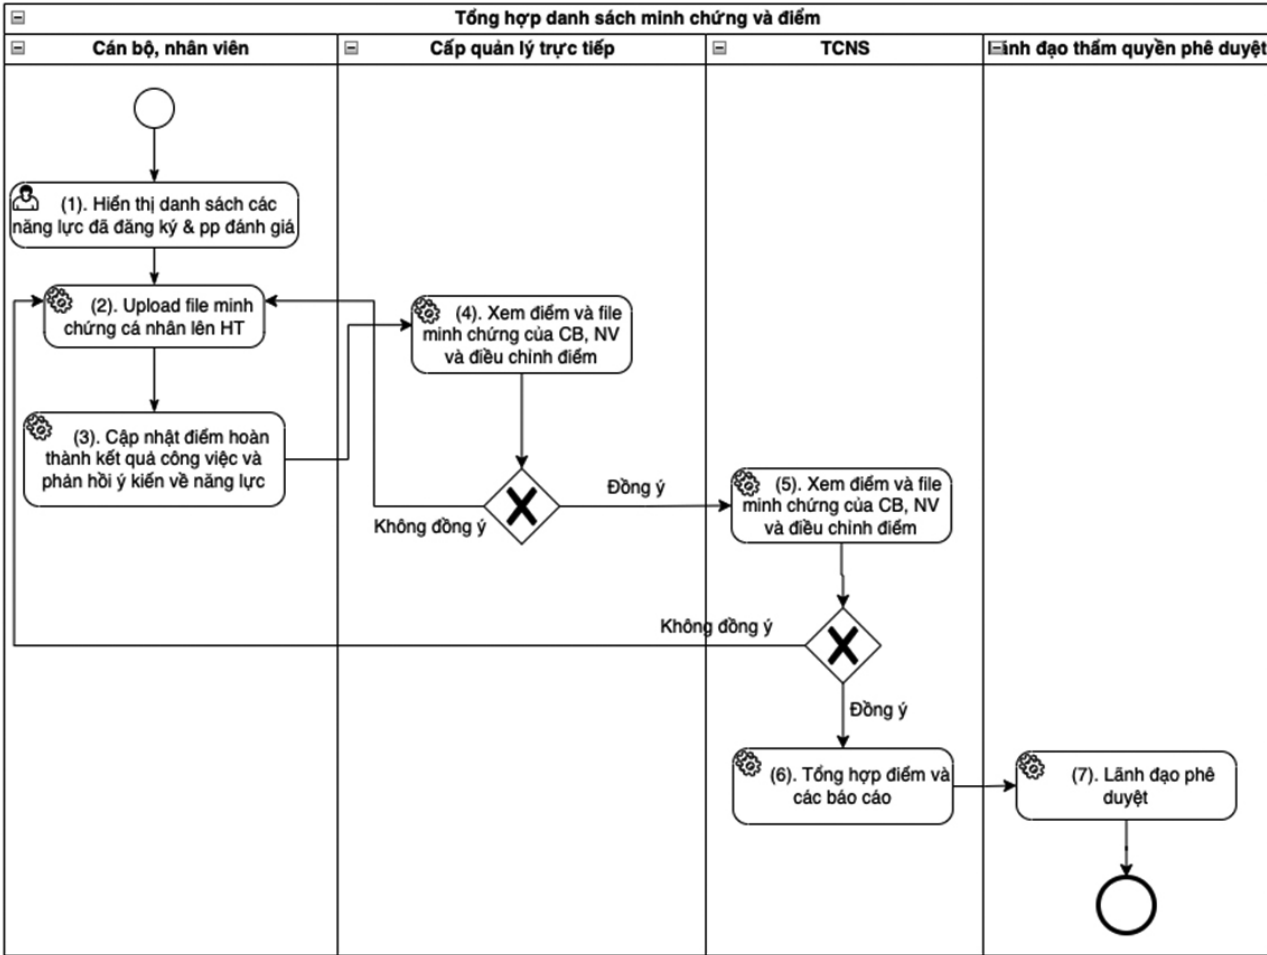 Tổng hợp danh sách minh chứng và điểm
Cán bộ, nhân viên
Cấp quản lý trực tiếp
TCNS
ãnh đạo thẩm quyền phê duyệt
(1). Hiển thị danh sách các
năng lực đã đăng ký & pp đánh giá
(2). Upload file minh
chứng cá nhân lên HT
(3). Cập nhật điểm hoàn
thành kết quả công việc và
phản hồi ý kiến về năng lực
(4). Xem điểm và file
minh chứng của CB, NV
và điều chỉnh điểm
Không đồng ý
Đồng ý
(5). Xem điểm và file
minh chứng của CB, NV
và điều chỉnh điểm
Không đồng ý
Đồng ý
(6). Tổng hợp điểm và
các báo cáo
(7). Lãnh đạo phê
duyệt